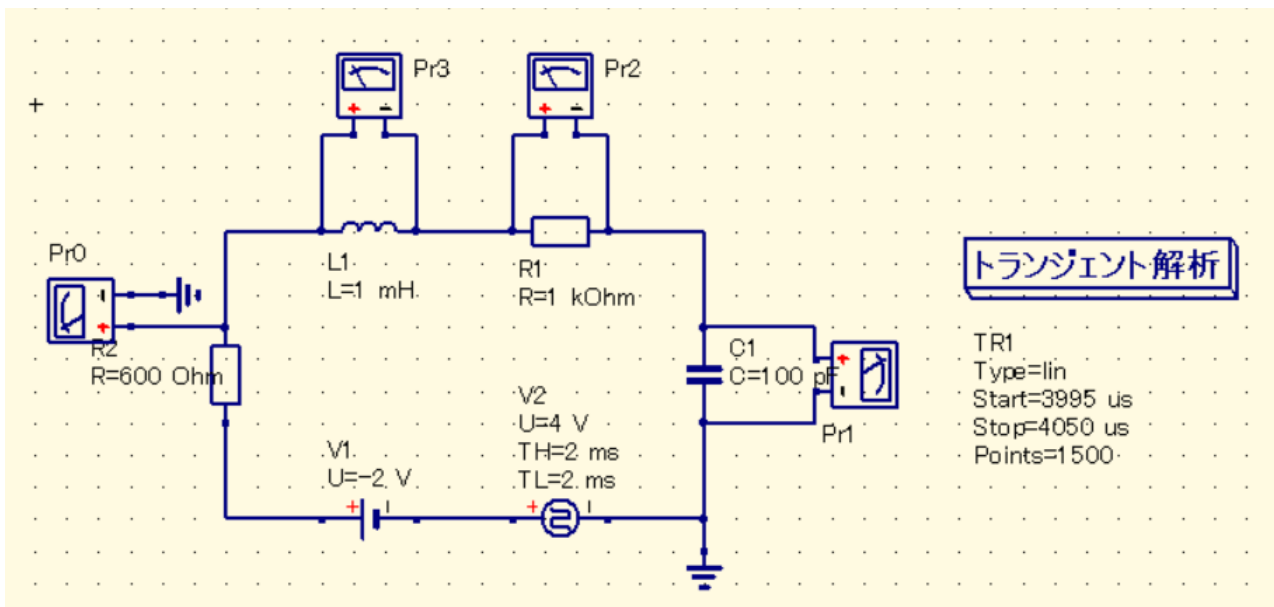 Pr3
Pr2
Pr0
L1
L=1 mH
R1
R=1 kOhm
トランジェント解析
R2
R=600 Ohm
C1
C=100 pF
Pr1
TR1
Type=lin
Start=3995 us
Stop=4050 us
Points=1500
V1
U=-2 V
V2
U=4 V
TH=2 ms
TL=2 ms